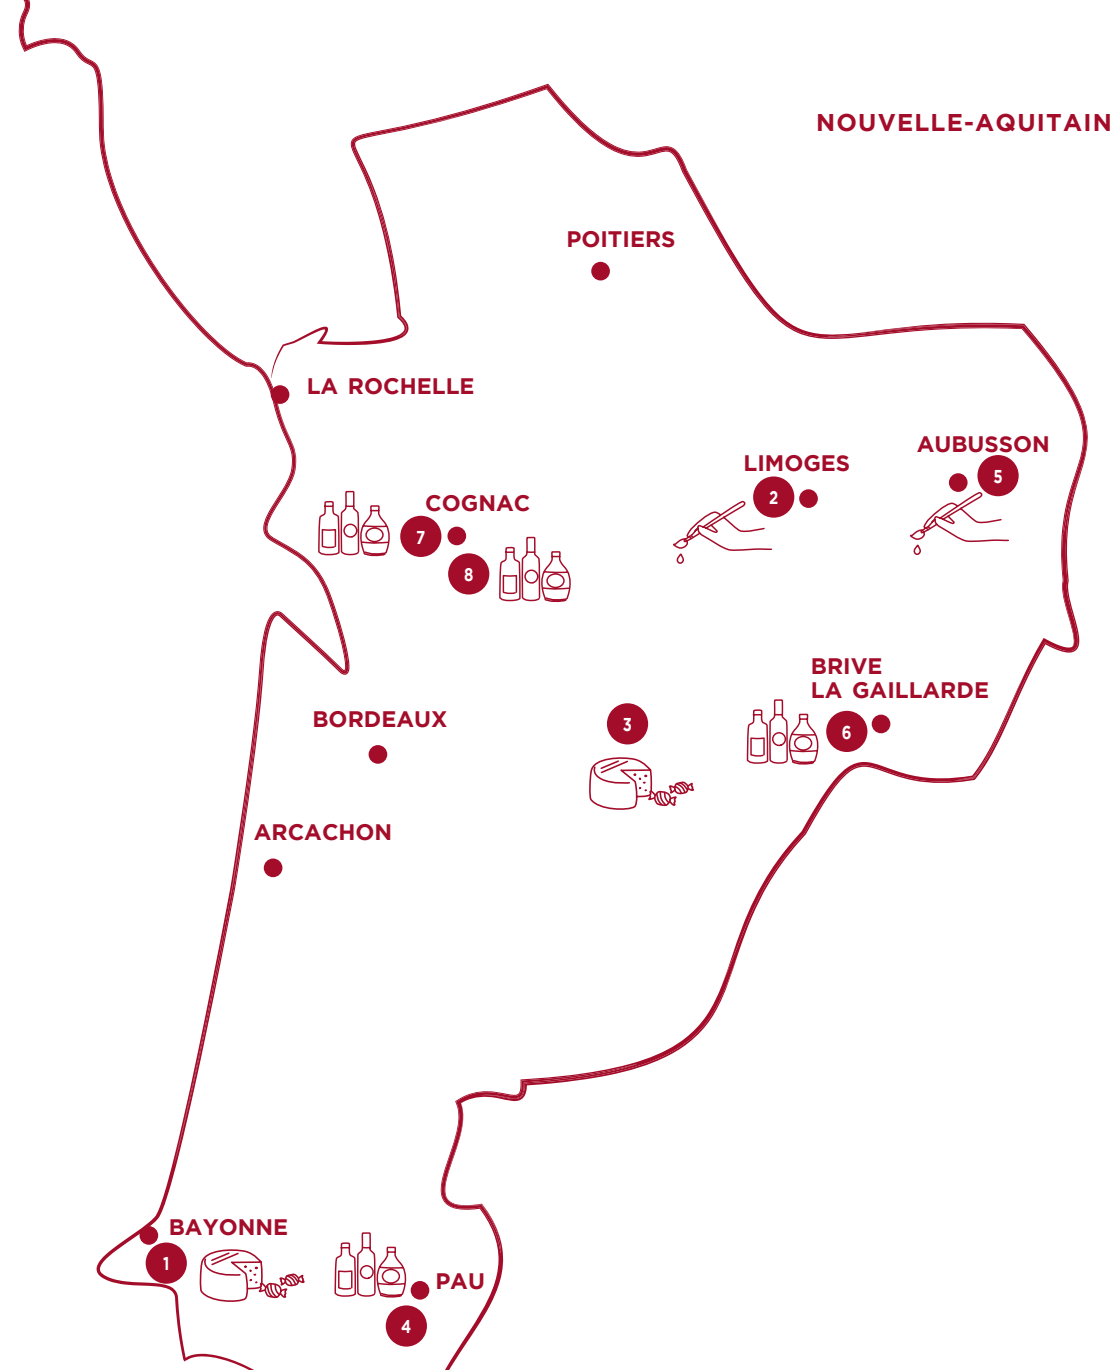 NOUVELLE-AQUITAIN
POITIERS
LA ROCHELLE
AUBUSSON
5
LIMOGES
2
COGNAC
7
8
BRIVE
LA GAILLARDE
6
3
BORDEAUX
ARCACHON
BAYONNE
1
PAU
4